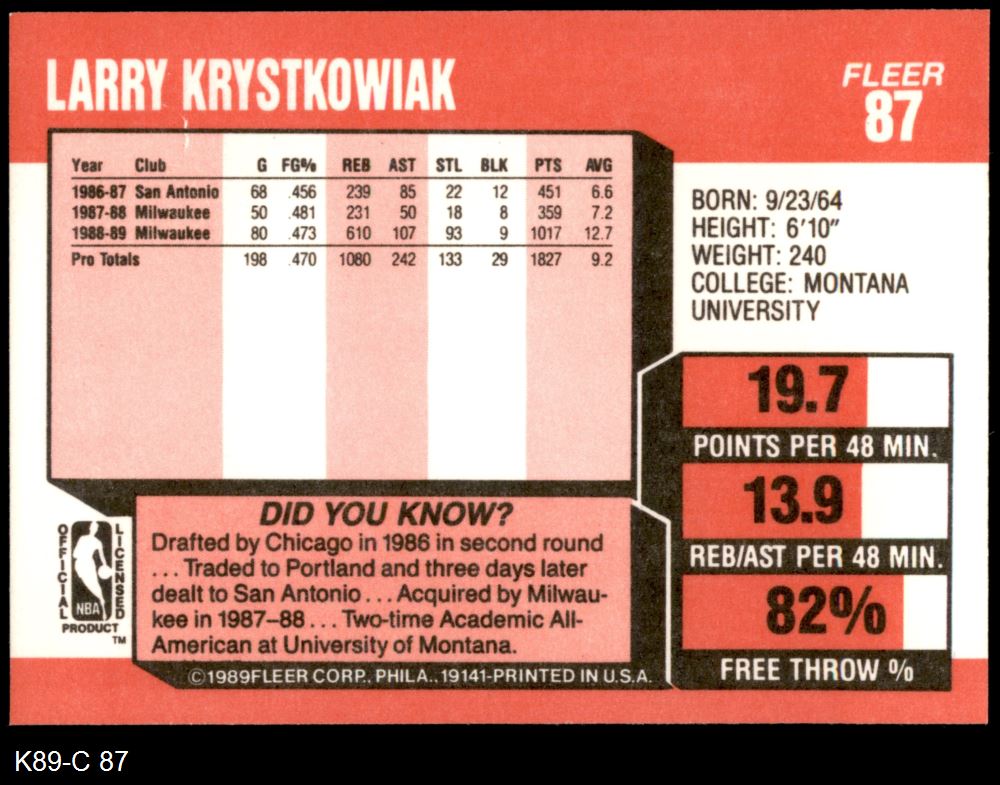 LARRY KRYSTKOWIAK
FLEER
87
Year Club G FG% REB AST STL BLK PTS AVG
1986-87 San Antonio 68 .456 239 85 22 12 451 6.6
1987-88 Milwaukee 50 .481 231 50 18 8 359 7.2
1988-89 Milwaukee 80 .473 610 107 93 9 1017 12.7
Pro Totals 198 .470 1080 242 133 29 1827 9.2
BORN: 9/23/64
HEIGHT: 6'10"
WEIGHT: 240
COLLEGE: MONTANA
UNIVERSITY
19.7
POINTS PER 48 MIN.
13.9
REB/AST PER 48 MIN.
82%
FREE THROW %
DID YOU KNOW?
Drafted by Chicago in 1986 in second round
... Traded to Portland and three days later
dealt to San Antonio ... Acquired by Milwau-
kee in 1987–88 ... Two-time Academic All-
American at University of Montana.
OFFICIAL
NBA
LICENSED
PRODUCT
TM
©1989FLEER CORP., PHILA., 19141-PRINTED IN U.S.A.
K89-C 87